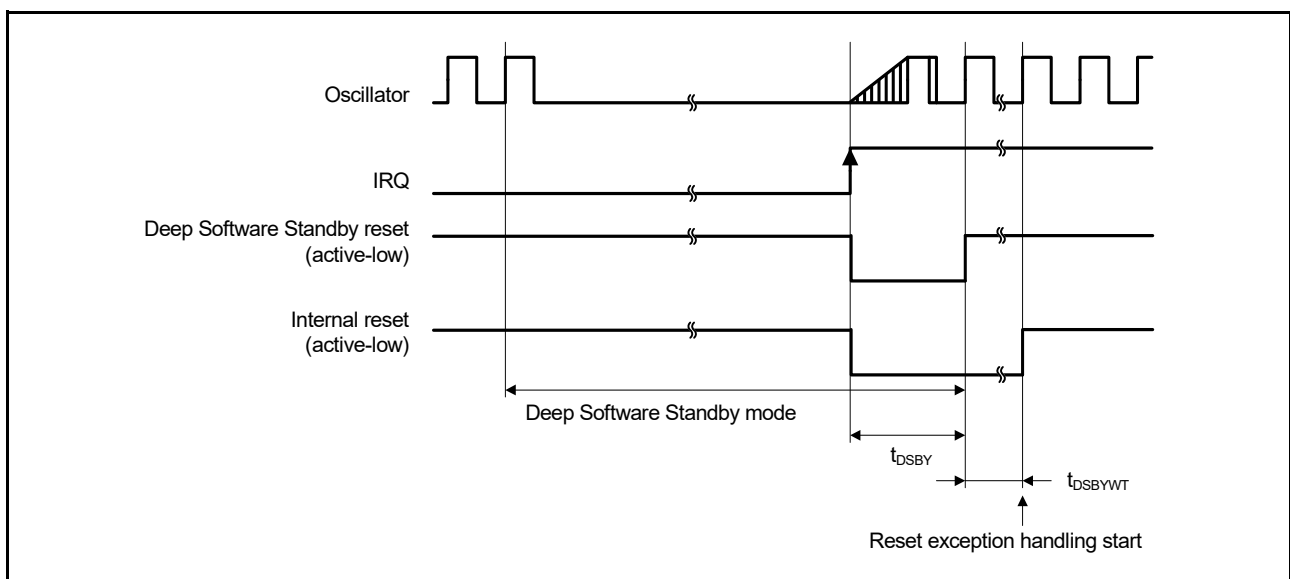 Oscillator
IRQ
Deep Software Standby reset
(active-low)
Internal reset
(active-low)
Deep Software Standby mode
tDSBY
tDSBYWT
Reset exception handling start